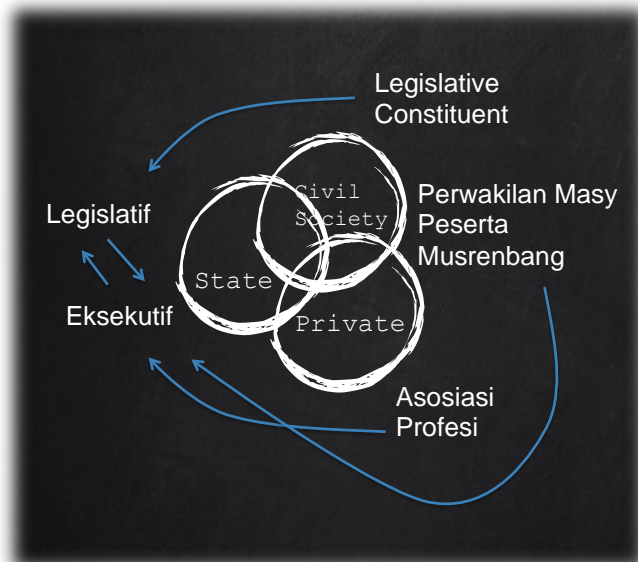 Legislative
Constituent
Civil
Society
Perwakilan Masy
Peserta
Musrenbang
Legislatif
State
Eksekutif
Private
Asosiasi
Profesi